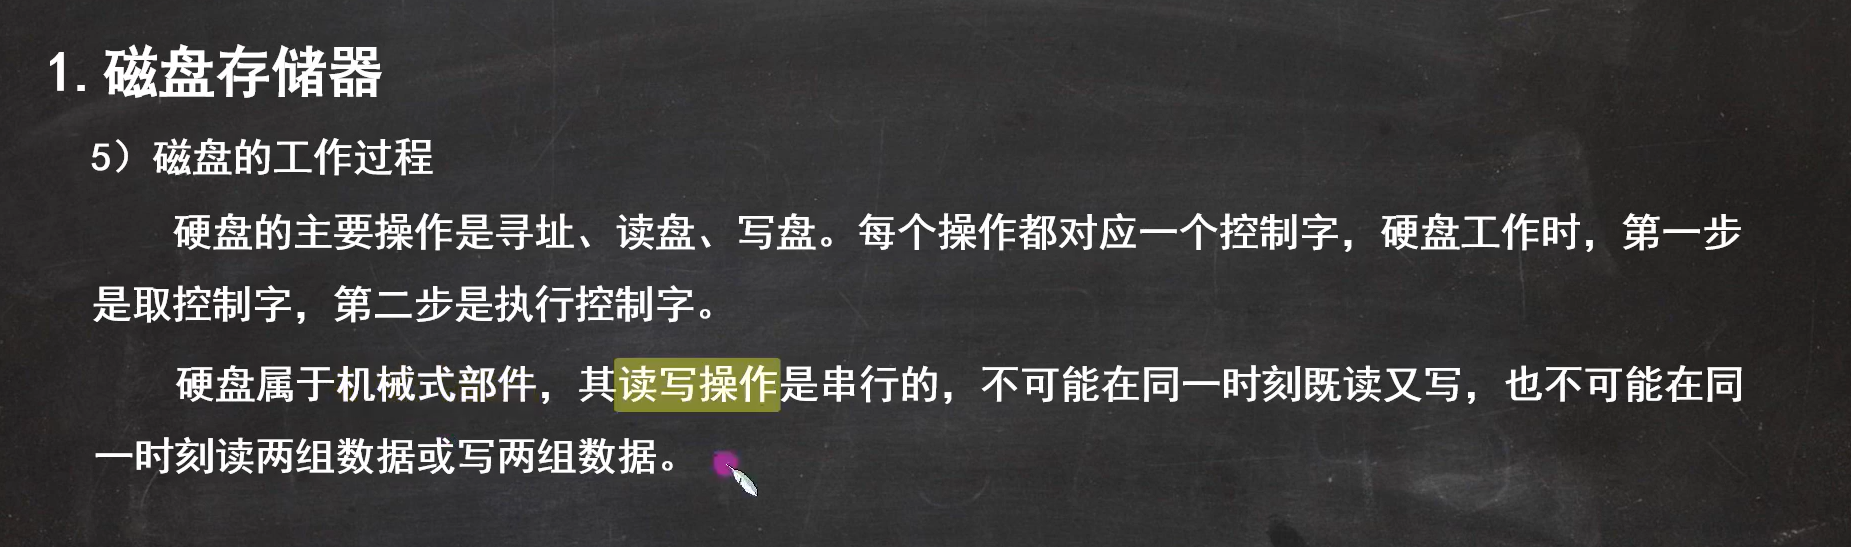 1. 磁盘存储器
5）磁盘的工作过程
硬盘的主要操作是寻址、读盘、写盘。每个操作都对应一个控制字，硬盘工作时，第一步
是取控制字，第二步是执行控制字。
硬盘属于机械式部件，其读写操作是串行的，不可能在同一时刻既读又写，也不可能在同
一时刻读两组数据或写两组数据。